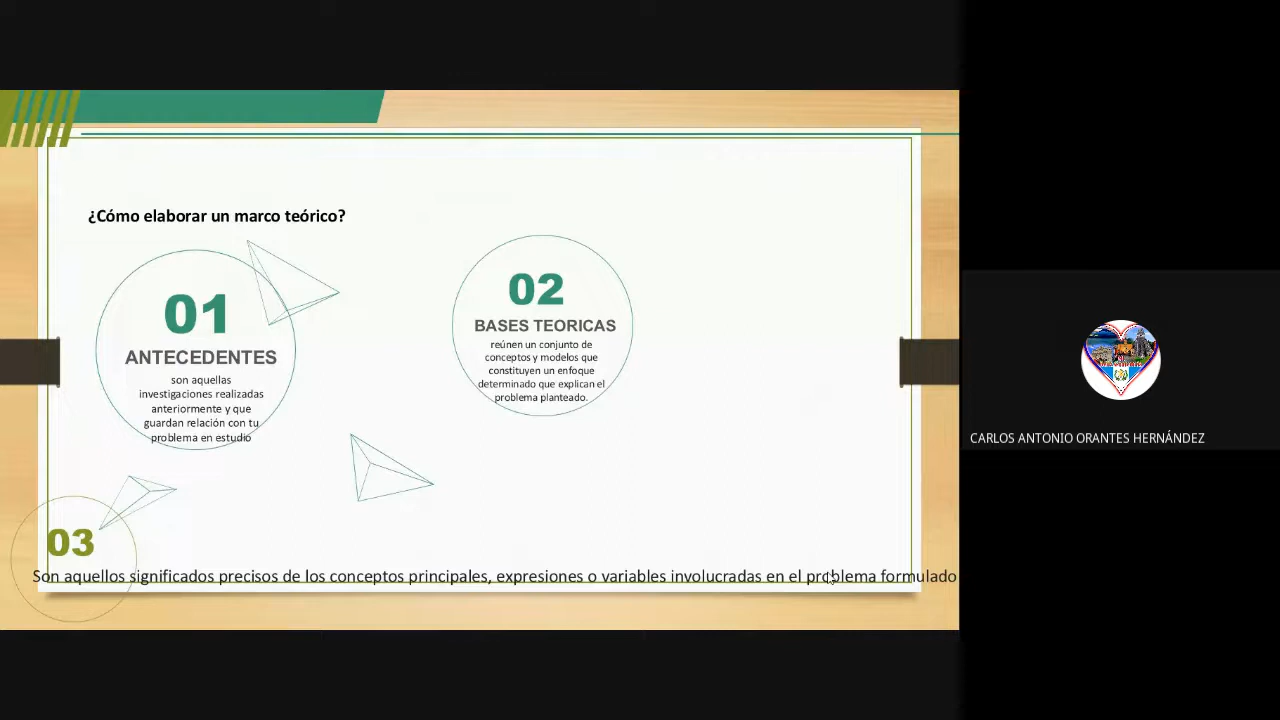 ¿Cómo elaborar un marco teórico?
01
ANTECEDENTES
son aquellas
investigaciones realizadas
anteriormente y que
guardan relación con tu
problema en estudio
02
BASES TEORICAS
reúnen un conjunto de
conceptos y modelos que
constituyen un enfoque
determinado que explican el
problema planteado.
03
Son aquellos significados precisos de los conceptos principales, expresiones o variables involucradas en el problema formulado
CARLOS ANTONIO ORANTES HERNÁNDEZ